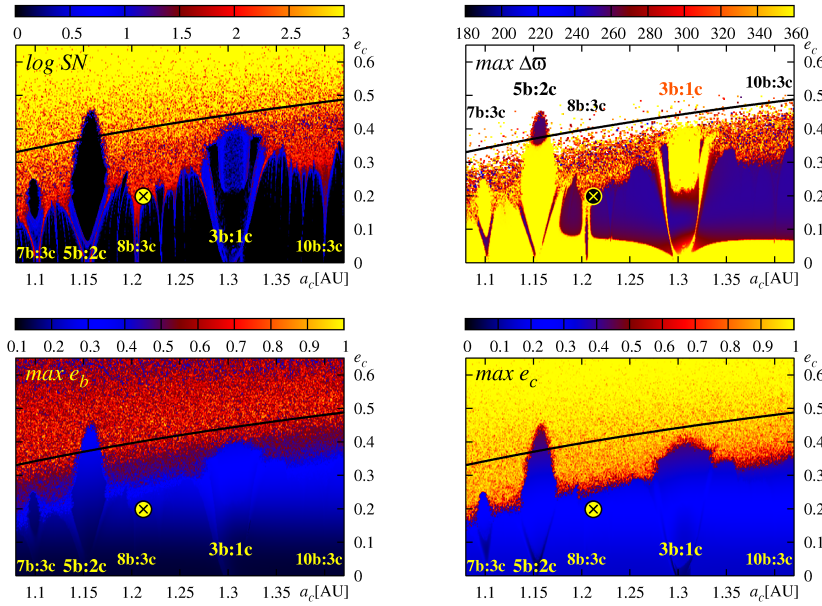 0 0.5 1 1.5 2 2.5 3
180 200 220 240 260 280 300 320 340 360
log SN
e_c
0.6
0.5
0.4
0.3
0.2
0.1
0
7b:3c 5b:2c 8b:3c 3b:1c 10b:3c
1.1 1.15 1.2 1.25 1.3 1.35 a_c[AU]
max Δϖ
e_c
0.6
0.5
0.4
0.3
0.2
0.1
0
7b:3c 5b:2c 8b:3c 3b:1c 10b:3c
1.1 1.15 1.2 1.25 1.3 1.35 a_c[AU]
0.1 0.2 0.3 0.4 0.5 0.6 0.7 0.8 0.9 1
0 0.1 0.2 0.3 0.4 0.5 0.6 0.7 0.8 0.9 1
max e_b
e_c
0.6
0.5
0.4
0.3
0.2
0.1
0
7b:3c 5b:2c 8b:3c 3b:1c 10b:3c
1.1 1.15 1.2 1.25 1.3 1.35 a_c[AU]
max e_c
e_c
0.6
0.5
0.4
0.3
0.2
0.1
0
7b:3c 5b:2c 8b:3c 3b:1c 10b:3c
1.1 1.15 1.2 1.25 1.3 1.35 a_c[AU]